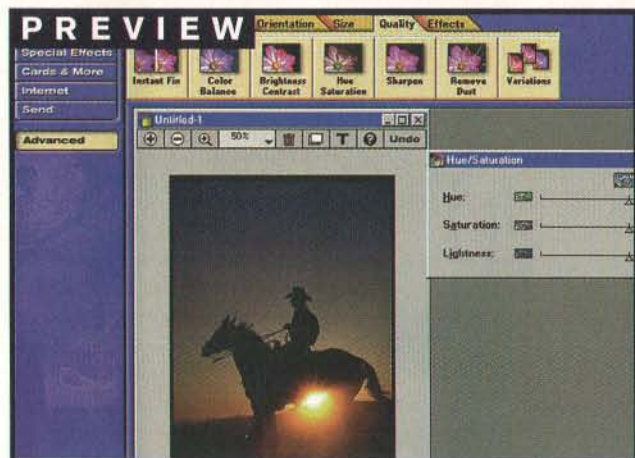 PREVIEW
Orientation Size Quality Effects
Special Effects
Cards & More
Internet
Send
Advanced
Instant Fix
Color Balance
Brightness Contrast
Hue Saturation
Sharpen
Remove Dust
Variations
Untitled-1
50%
T
?
Undo
Hue/Saturation
Hue:
Saturation:
Lightness: